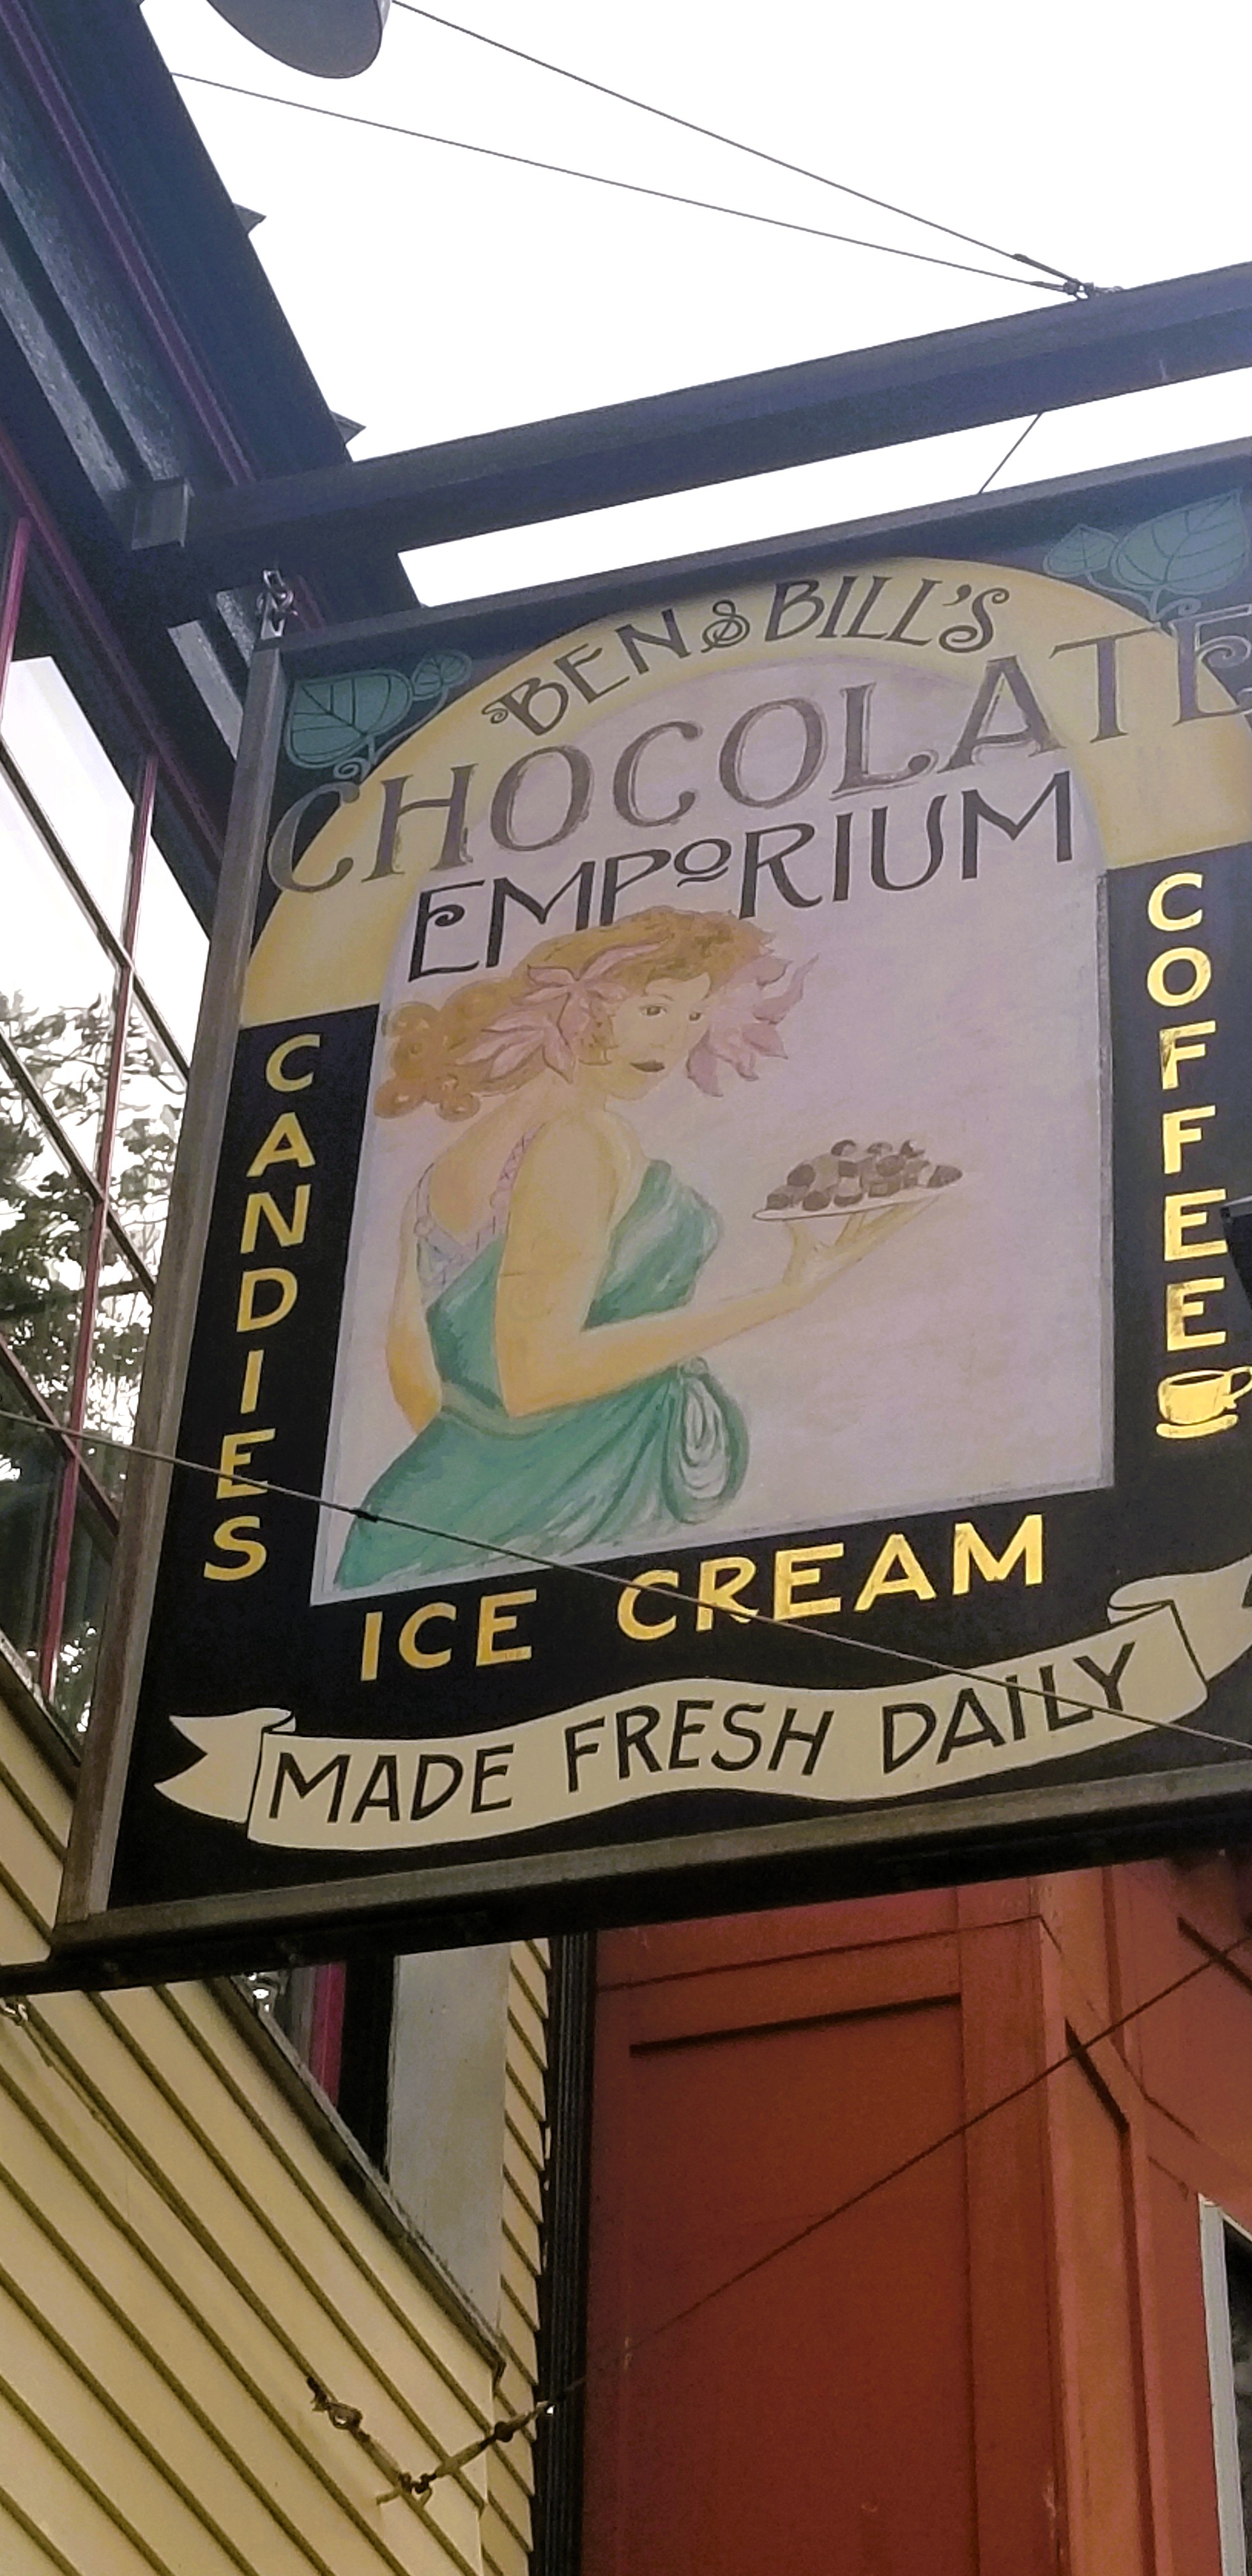 BEN & BILL'S
CHOCOLATE
EMPORIUM
CANDIES
COFFEE
ICE CREAM
MADE FRESH DAILY